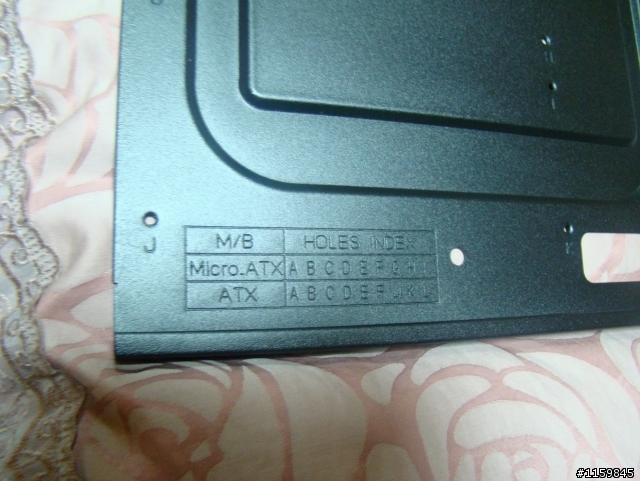 J
K
M/B HOLES INDEX
Micro-ATX A B C D E F G H I
ATX A B C D E F J K L
#1159845